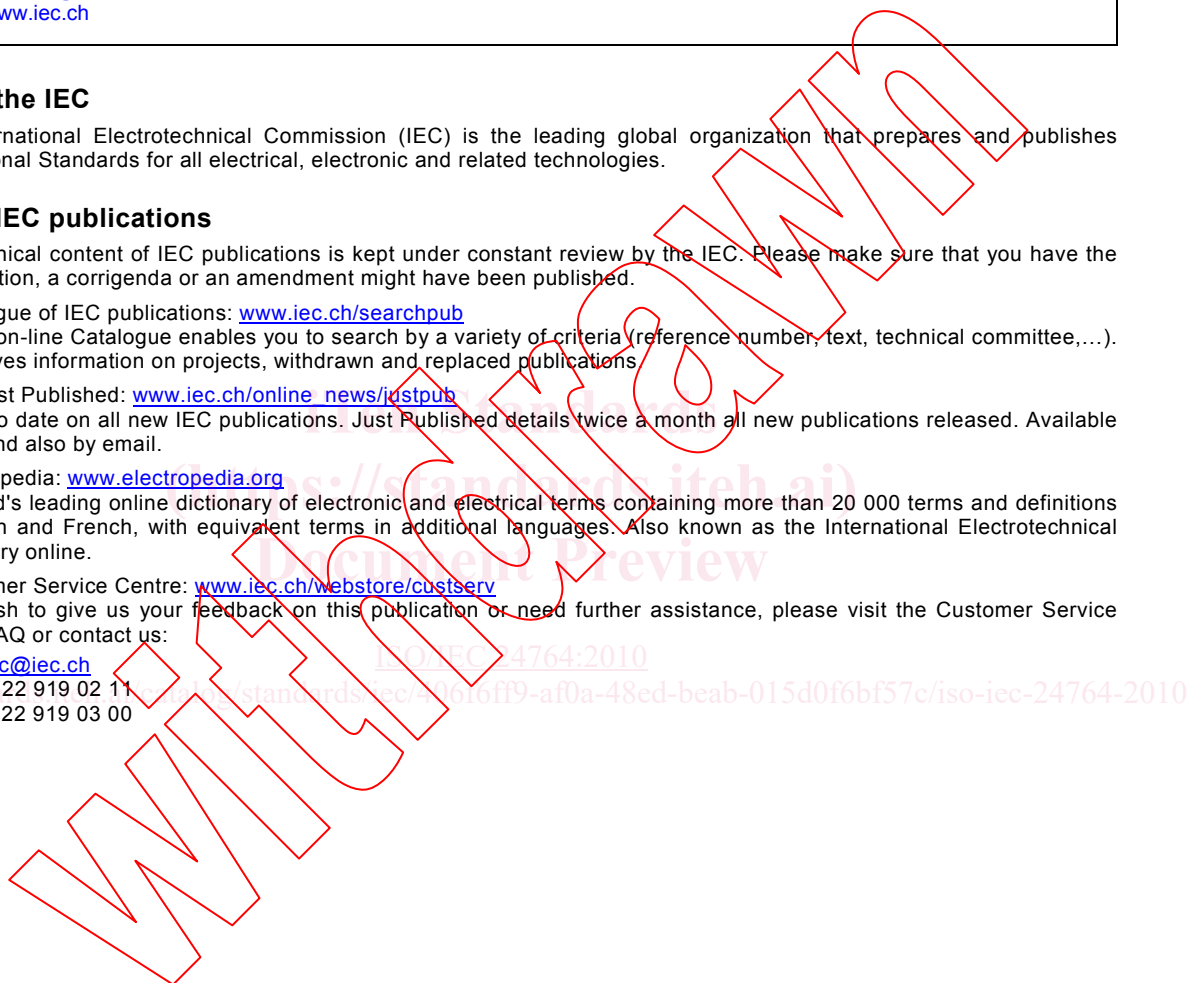 ww.iec.ch
the IEC
rnational Electrotechnical Commission (IEC) is the leading global organization that prepares and publishes
onal Standards for all electrical, electronic and related technologies.
IEC publications
nical content of IEC publications is kept under constant review by the IEC. Please make sure that you have the
tion, a corrigenda or an amendment might have been published.
gue of IEC publications: www.iec.ch/searchpub
on-line Catalogue enables you to search by a variety of criteria (reference number, text, technical committee,…).
ves information on projects, withdrawn and replaced publications.
st Published: www.iec.ch/online_news/justpub
o date on all new IEC publications. Just Published details twice a month all new publications released. Available
nd also by email.
pedia: www.electropedia.org
d's leading online dictionary of electronic and electrical terms containing more than 20 000 terms and definitions
h and French, with equivalent terms in additional languages. Also known as the International Electrotechnical
ry online.
mer Service Centre: www.iec.ch/webstore/custserv
sh to give us your feedback on this publication or need further assistance, please visit the Customer Service
AQ or contact us:
c@iec.ch
22 919 02 11
22 919 03 00
iTeh Standards
(https://standards.iteh.ai)
Document Preview
ISO/IEC 24764:2010
/catalog/standards/iec/406f6ff9-af0a-48ed-beab-015d0f6bf57c/iso-iec-24764-2010
withdrawn